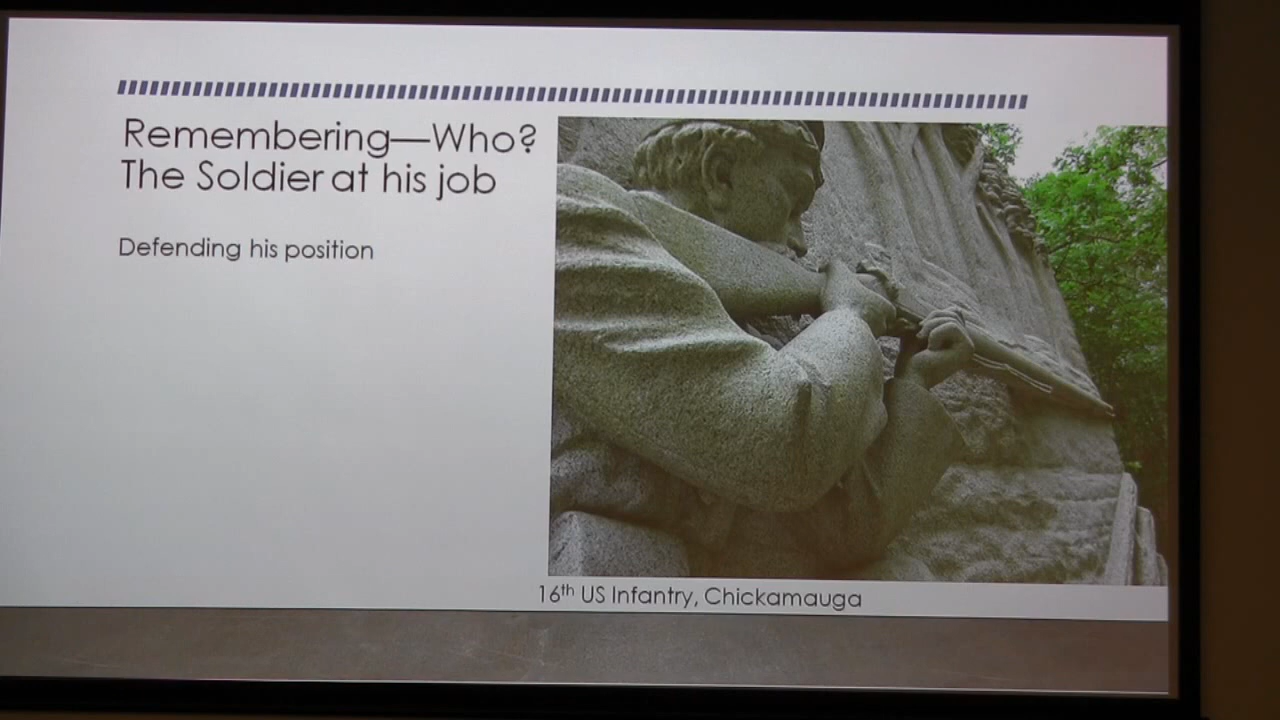 Remembering—Who?
The Soldier at his job
Defending his position
16th US Infantry, Chickamauga